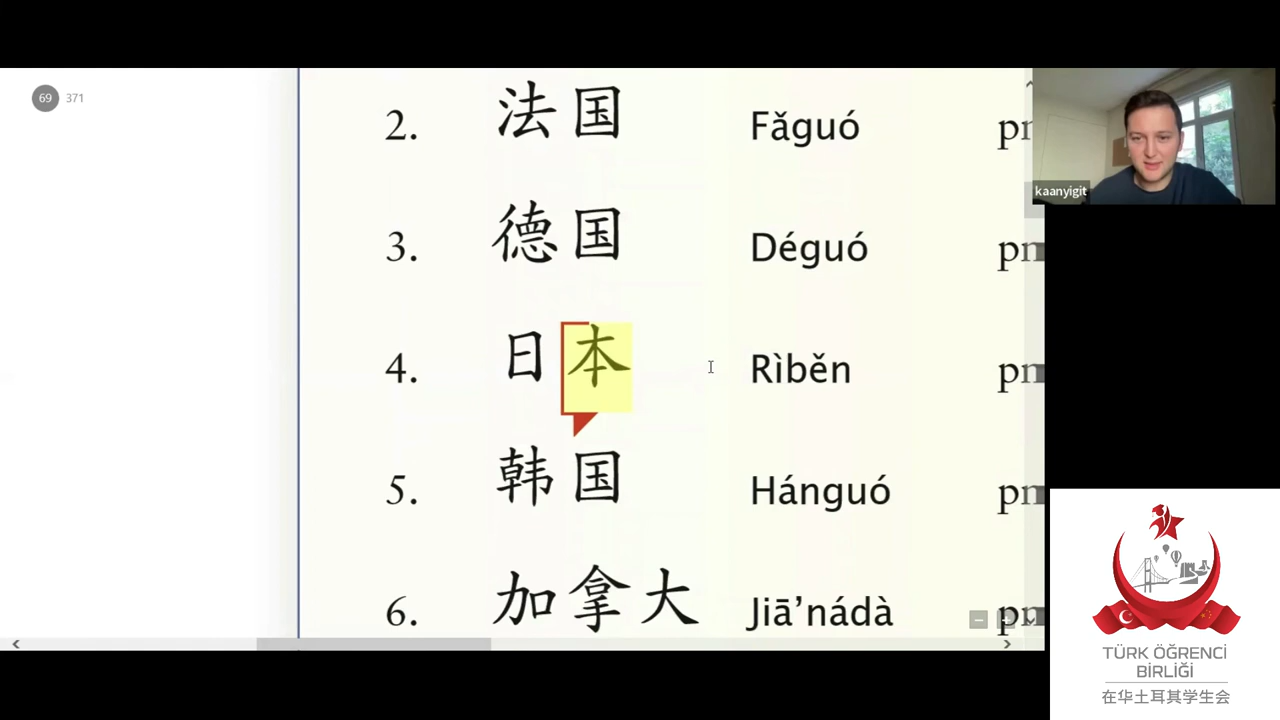 69 371
2. 法国 Fǎguó
3. 德国 Déguó
4. 日本 Rìběn
5. 韩国 Hánguó
6. 加拿大 Jiā’nádà
kaanyigit
TÜRK ÖĞRENCİ
BİRLİĞİ
在华土耳其学生会